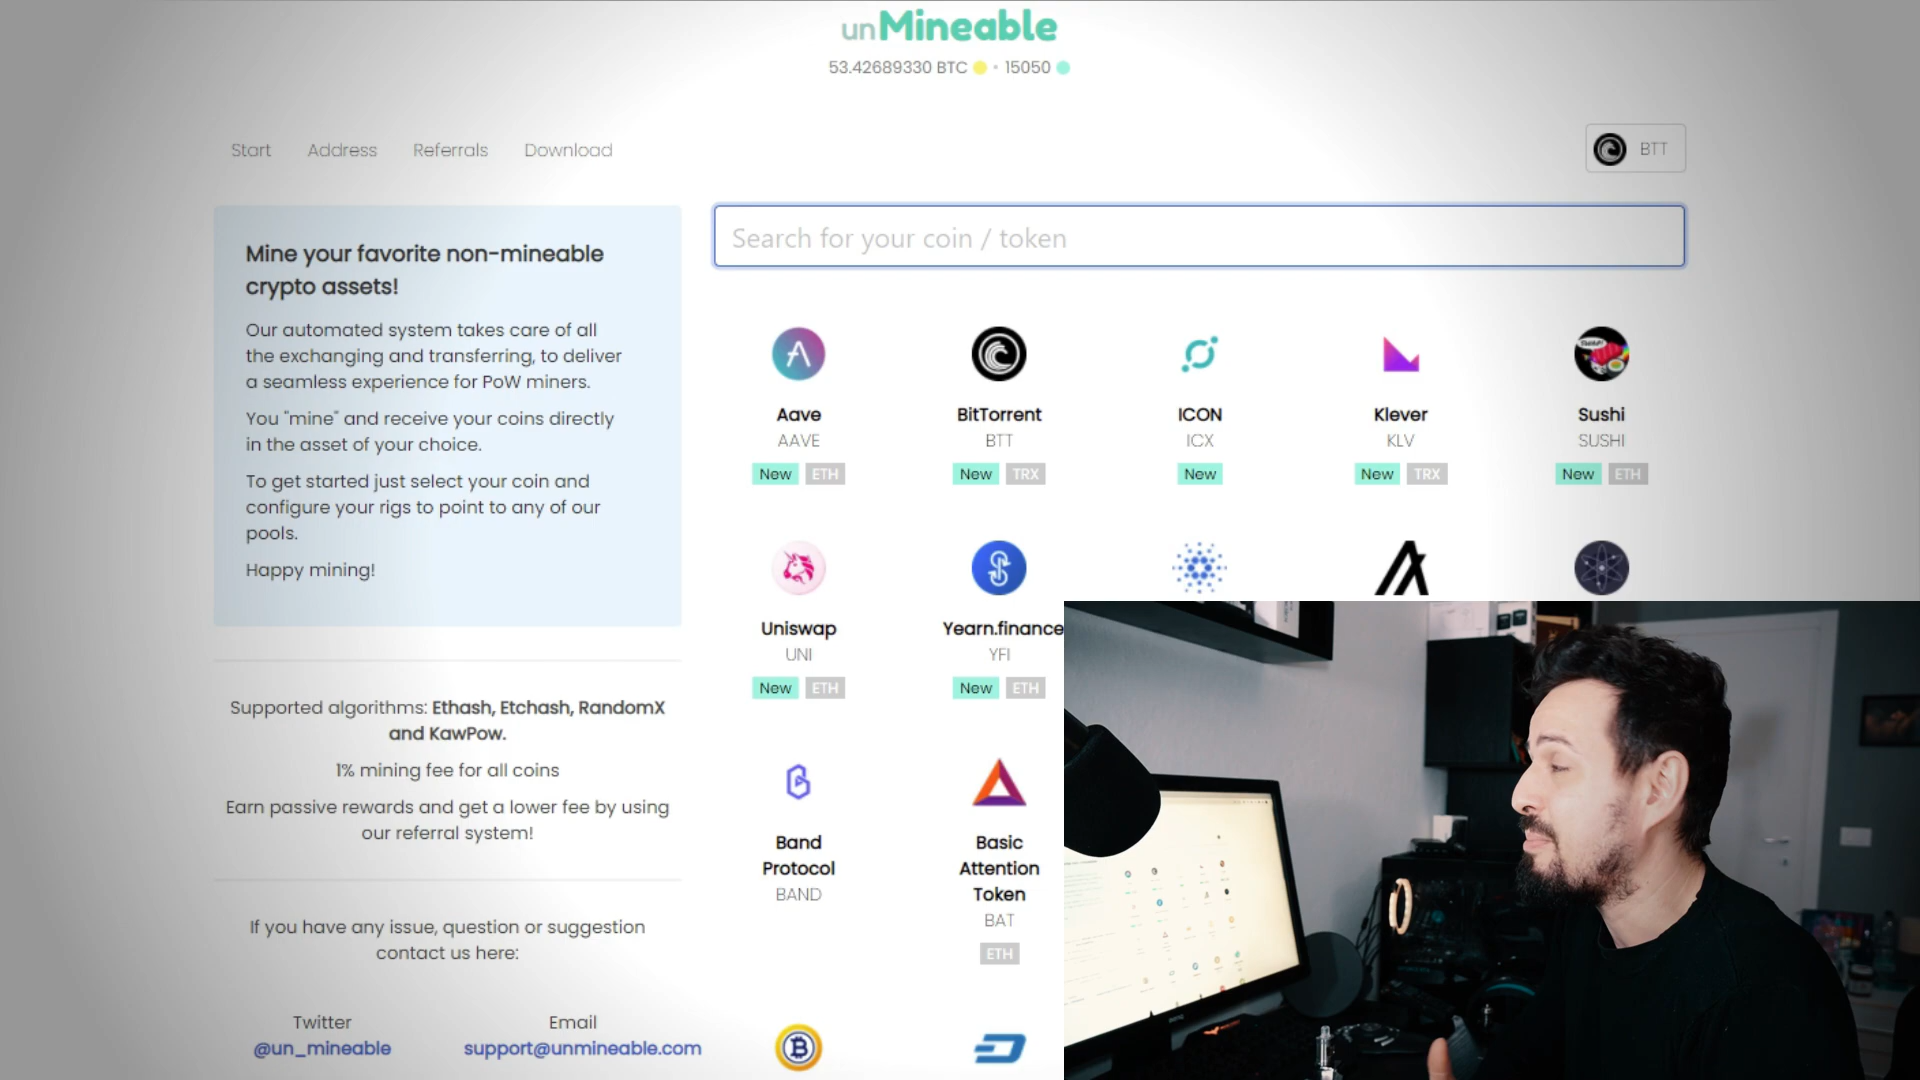 unMineable
53.42689330 BTC • 15050
Start Address Referrals Download
BTT
Mine your favorite non-mineable
crypto assets!
Our automated system takes care of all
the exchanging and transferring, to deliver
a seamless experience for PoW miners.
You "mine" and receive your coins directly
in the asset of your choice.
To get started just select your coin and
configure your rigs to point to any of our
pools.
Happy mining!
Supported algorithms: Ethash, Etchash, RandomX
and KawPow.
1% mining fee for all coins
Earn passive rewards and get a lower fee by using
our referral system!
If you have any issue, question or suggestion
contact us here:
Twitter
@un_mineable
Email
support@unmineable.com
Search for your coin / token
Aave
AAVE
New ETH
BitTorrent
BTT
New TRX
ICON
ICX
New
Klever
KLV
New TRX
Sushi
SUSHI
New ETH
Uniswap
UNI
New ETH
Yearn.finance
YFI
New ETH
Band
Protocol
BAND
Basic
Attention
Token
BAT
ETH